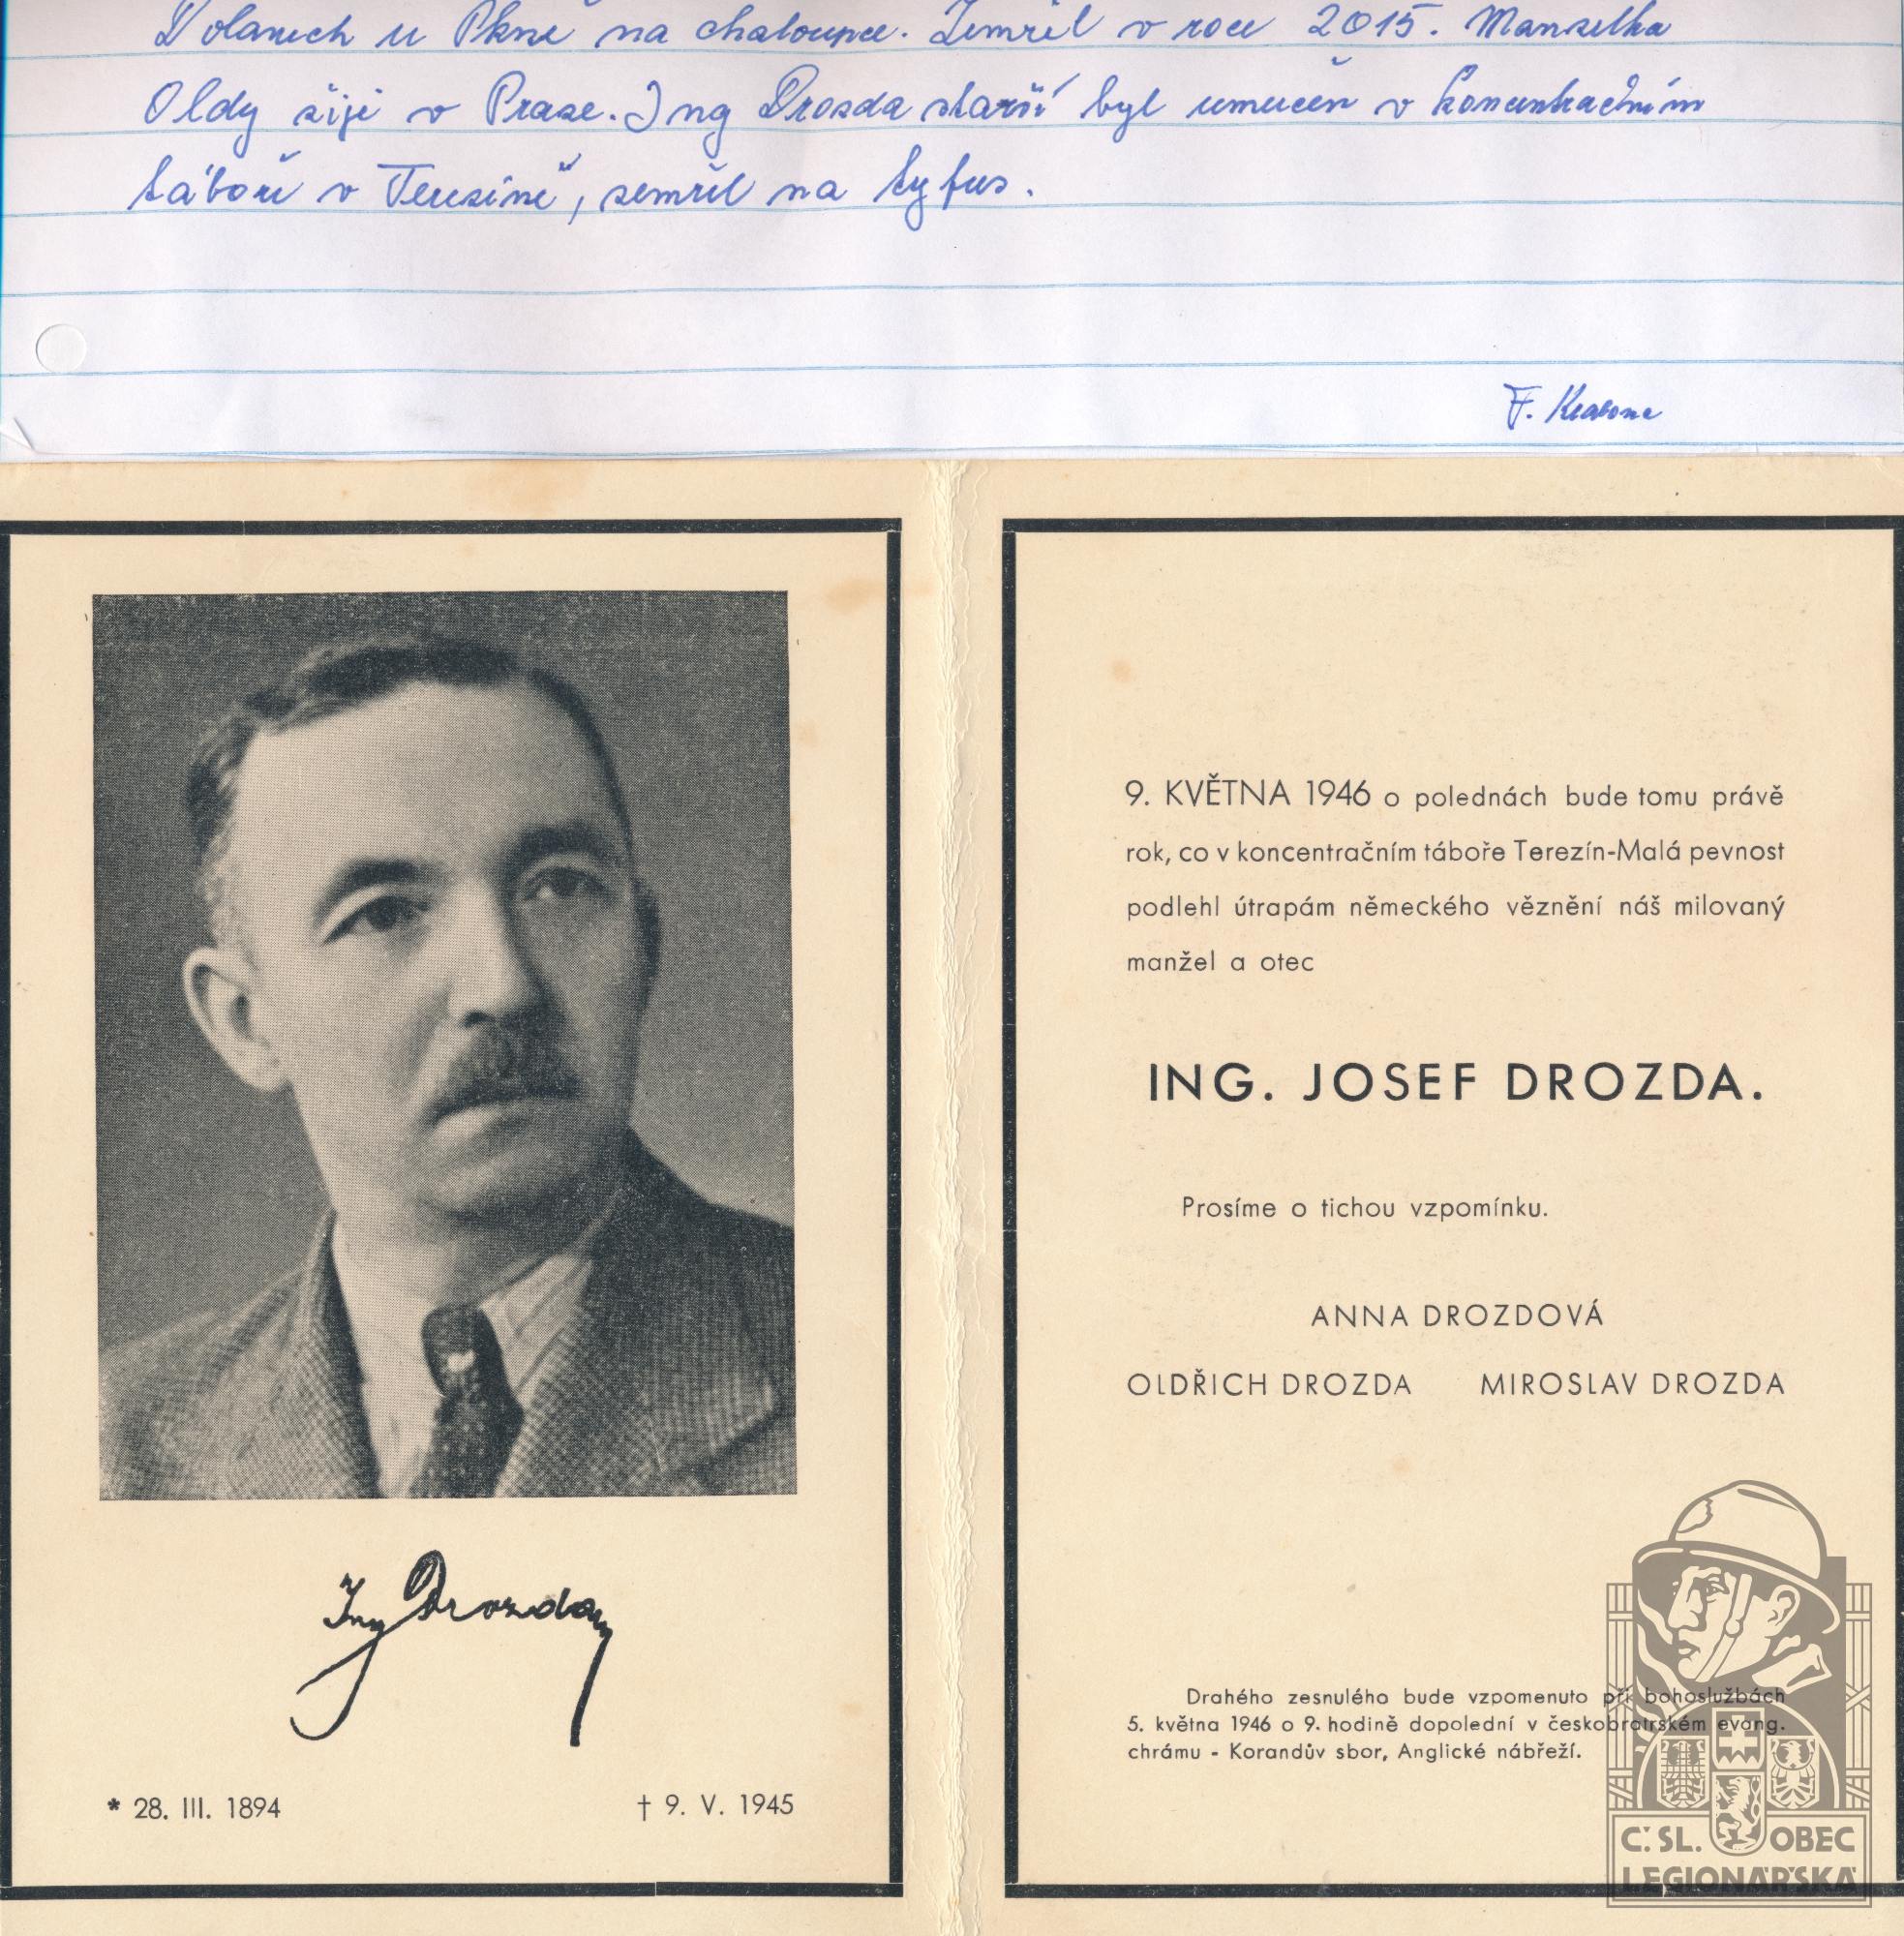 Dolanech u Plzně na chaloupce. Zemřel v roce 2015. Manželka
Oldy žije v Praze. Ing Drozda starší byl umučen v koncentračním
táboře v Terezíně, zemřel na tyfus.
F.
9. KVĚTNA 1946 o polednách bude tomu právě
rok, co v koncentračním táboře Terezín-Malá pevnost
podlehl útrapám německého věznění náš milovaný
manžel a otec
ING. JOSEF DROZDA.
Prosíme o tichou vzpomínku.
ANNA DROZDOVÁ
OLDŘICH DROZDA MIROSLAV DROZDA
Drahého zesnulého bude vzpomenuto při bohoslužbách
5. května 1946 o 9. hodině dopolední v českobratrském evang.
chrámu - Korandův sbor, Anglické nábřeží.
Ing Drozda
* 28. III. 1894 † 9. V. 1945
Č. SL. OBEC
LEGIONÁŘSKÁ